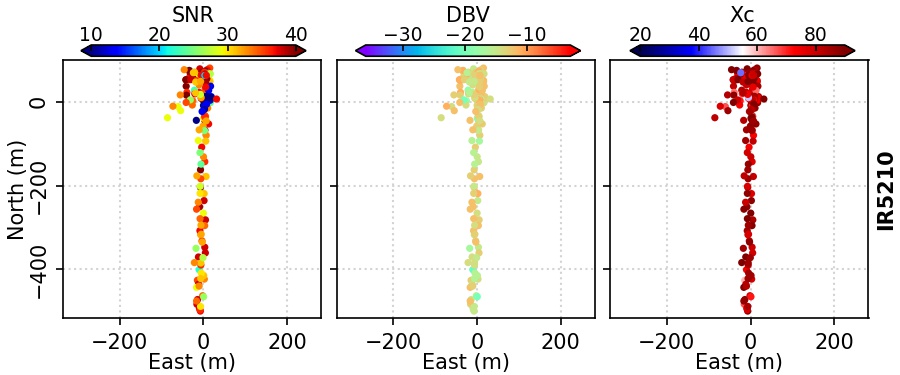 SNR DBV Xc
10 20 30 40 −30 −20 −10 20 40 60 80
North (m)
0
−200
−400
IR5210
−200 0 200 −200 0 200 −200 0 200
East (m) East (m) East (m)